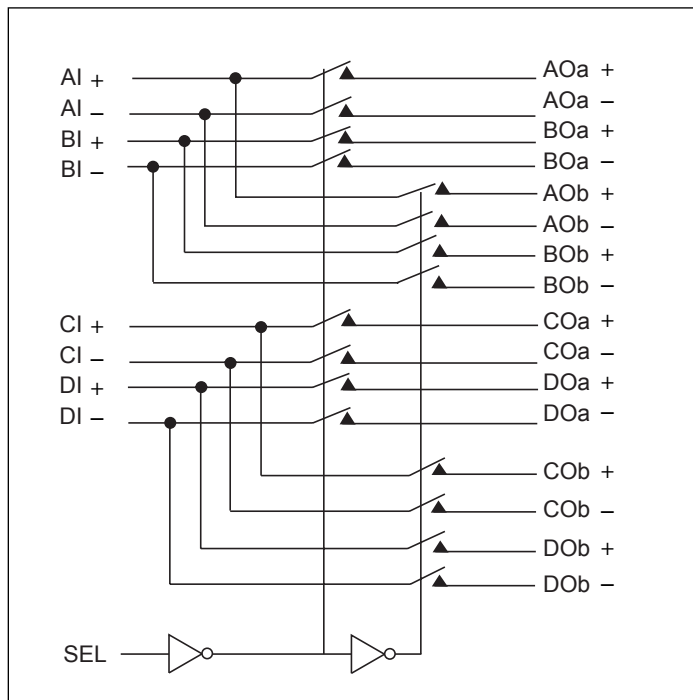 AI + AOa +
AI – AOa –
BI + BOa +
BI – BOa –
AOb +
AOb –
BOb +
BOb –
CI + COa +
CI – COa –
DI + DOa +
DI – DOa –
COb +
COb –
DOb +
DOb –
SEL